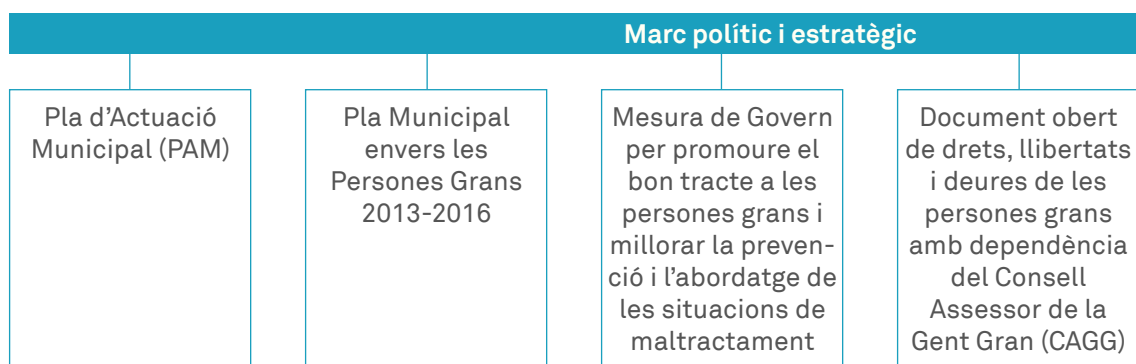 Marc polític i estratègic
Pla d’Actuació
Municipal (PAM)
Pla Municipal
envers les
Persones Grans
2013-2016
Mesura de Govern
per promoure el
bon tracte a les
persones grans i
millorar la preven-
ció i l’abordatge de
les situacions de
maltractament
Document obert
de drets, llibertats
i deures de les
persones grans
amb dependència
del Consell
Assessor de la
Gent Gran (CAGG)